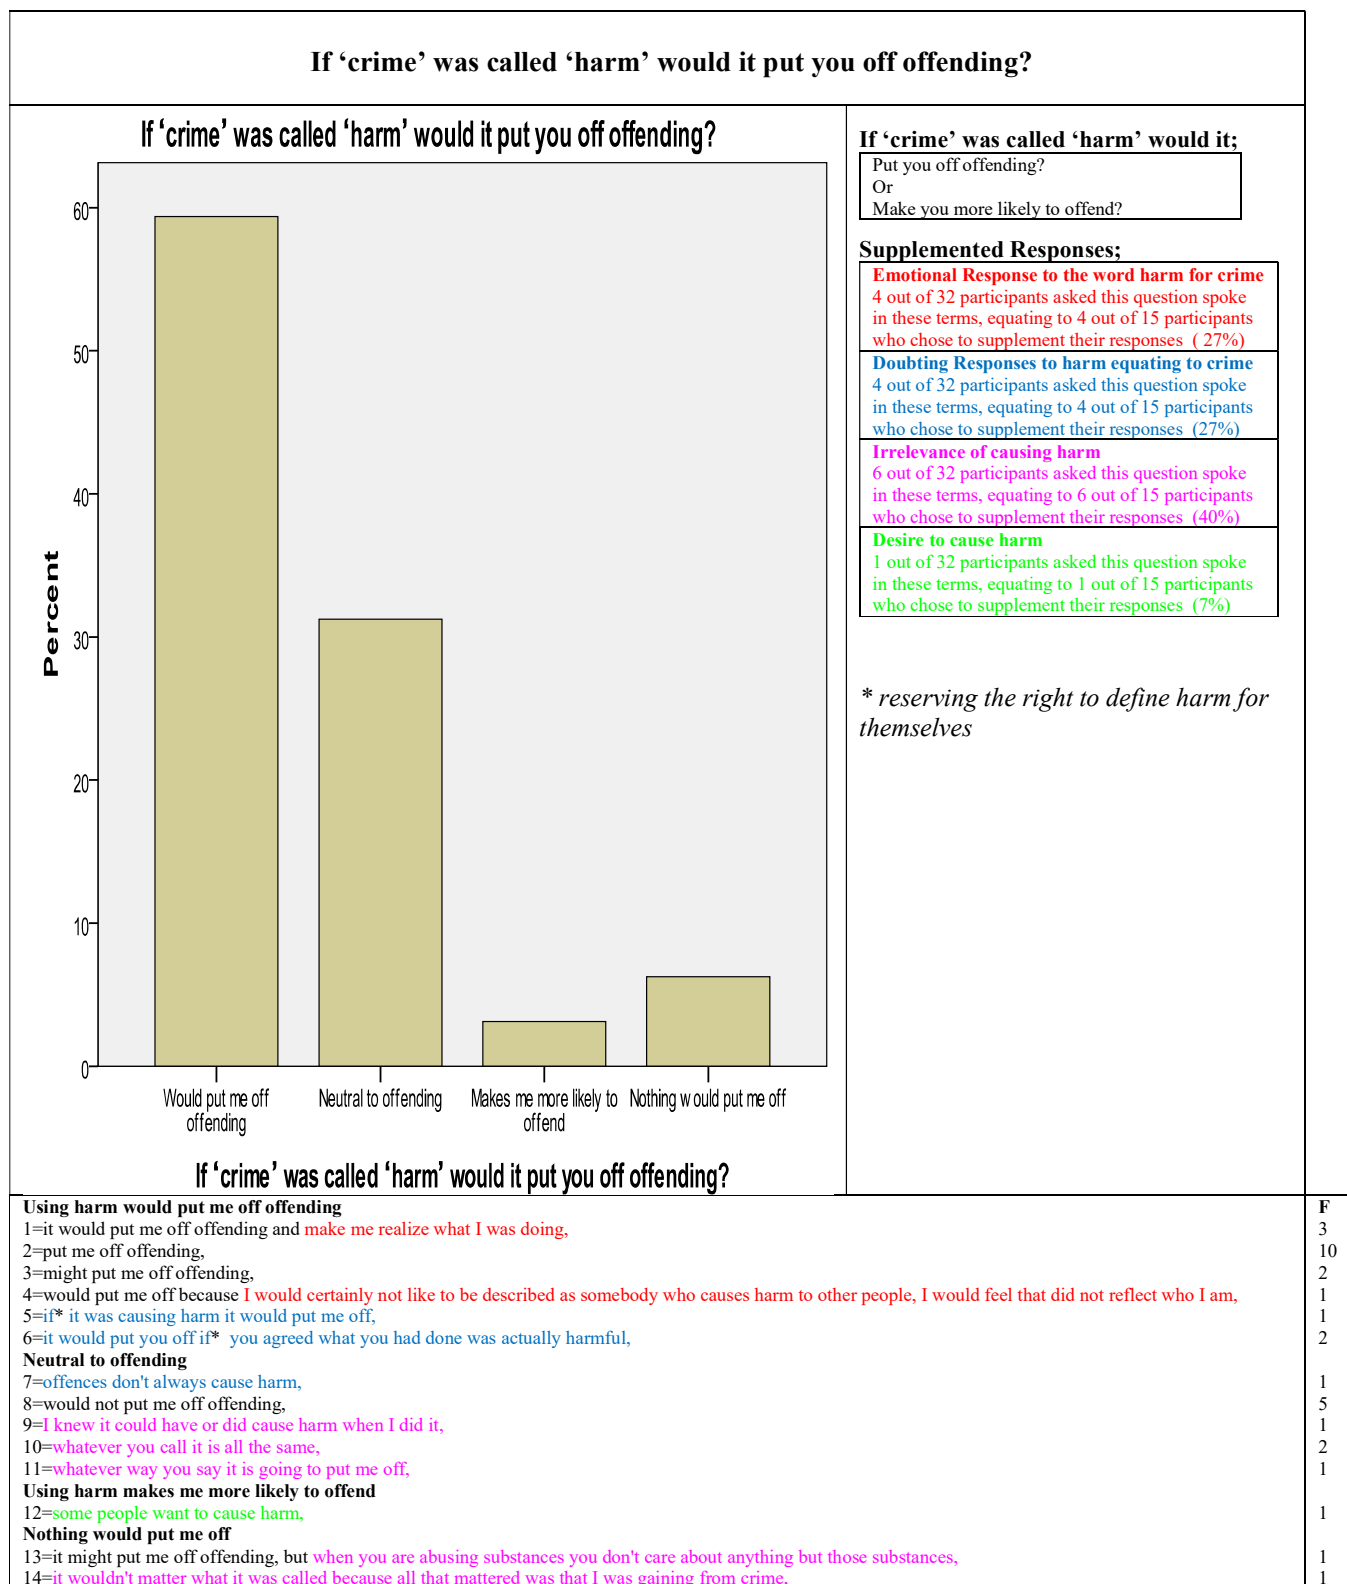 If ‘crime’ was called ‘harm’ would it put you off offending?
If ‘crime’ was called ‘harm’ would it put you off offending?
60
50
40
30
20
10
0
Percent
Would put me off
offending
Neutral to offending
Makes me more likely to
offend
Nothing would put me off
If ‘crime’ was called ‘harm’ would it put you off offending?
If ‘crime’ was called ‘harm’ would it;
Put you off offending?
Or
Make you more likely to offend?
Supplemented Responses;
Emotional Response to the word harm for crime
4 out of 32 participants asked this question spoke
in these terms, equating to 4 out of 15 participants
who chose to supplement their responses ( 27%)
Doubting Responses to harm equating to crime
4 out of 32 participants asked this question spoke
in these terms, equating to 4 out of 15 participants
who chose to supplement their responses (27%)
Irrelevance of causing harm
6 out of 32 participants asked this question spoke
in these terms, equating to 6 out of 15 participants
who chose to supplement their responses (40%)
Desire to cause harm
1 out of 32 participants asked this question spoke
in these terms, equating to 1 out of 15 participants
who chose to supplement their responses (7%)
* reserving the right to define harm for
themselves
Using harm would put me off offending F
1=it would put me off offending and make me realize what I was doing, 3
2=put me off offending, 10
3=might put me off offending, 2
4=would put me off because I would certainly not like to be described as somebody who causes harm to other people, I would feel that did not reflect who I am, 1
5=if* it was causing harm it would put me off, 1
6=it would put you off if* you agreed what you had done was actually harmful, 2
Neutral to offending
7=offences don't always cause harm, 1
8=would not put me off offending, 5
9=I knew it could have or did cause harm when I did it, 1
10=whatever you call it is all the same, 2
11=whatever way you say it is going to put me off, 1
Using harm makes me more likely to offend
12=some people want to cause harm, 1
Nothing would put me off
13=it might put me off offending, but when you are abusing substances you don't care about anything but those substances, 1
14=it wouldn't matter what it was called because all that mattered was that I was gaining from crime, 1